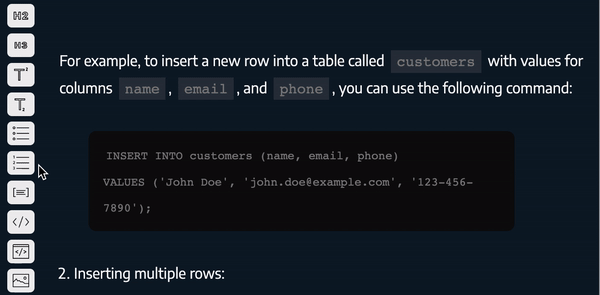 H2
H3
T²
T₂
For example, to insert a new row into a table called customers with values for
columns name , email , and phone , you can use the following command:
INSERT INTO customers (name, email, phone)
VALUES ('John Doe', 'john.doe@example.com', '123-456-
7890');
2. Inserting multiple rows: